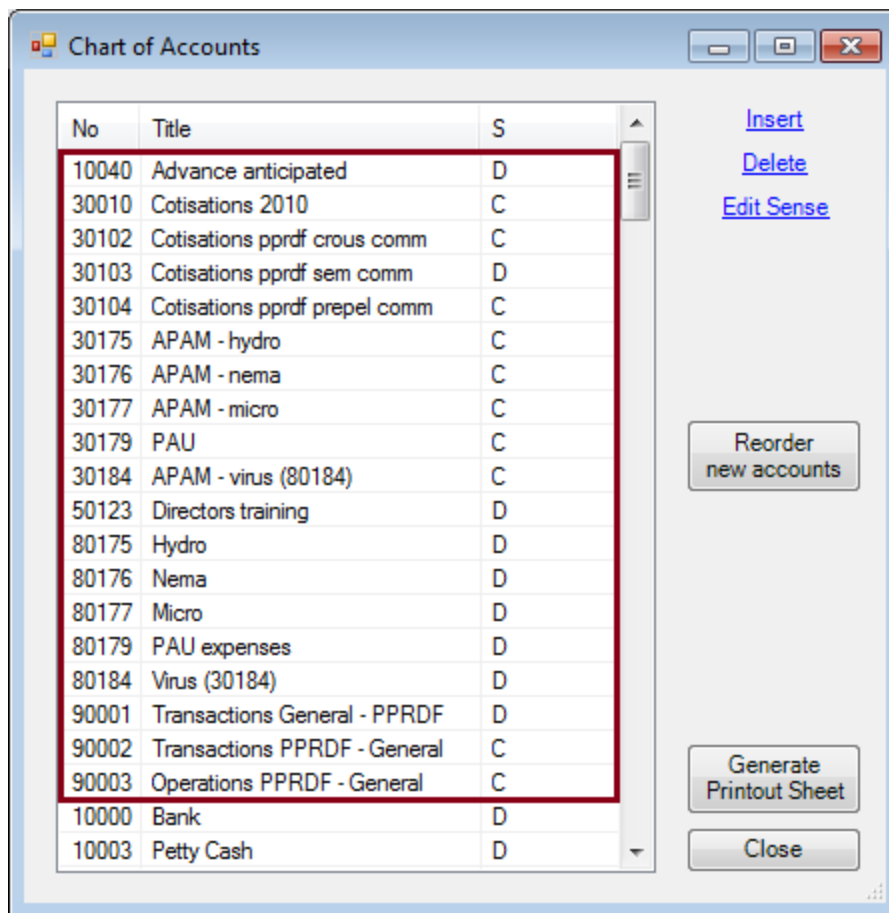 Chart of Accounts
No Title S
10040 Advance anticipated D
30010 Cotisations 2010 C
30102 Cotisations pprdf crous comm C
30103 Cotisations pprdf sem comm D
30104 Cotisations pprdf prepel comm C
30175 APAM - hydro C
30176 APAM - nema C
30177 APAM - micro C
30179 PAU C
30184 APAM - virus (80184) C
50123 Directors training D
80175 Hydro D
80176 Nema D
80177 Micro D
80179 PAU expenses D
80184 Virus (30184) D
90001 Transactions General - PPRDF D
90002 Transactions PPRDF - General C
90003 Operations PPRDF - General C
10000 Bank D
10003 Petty Cash D
Insert
Delete
Edit Sense
Reorder
new accounts
Generate
Printout Sheet
Close